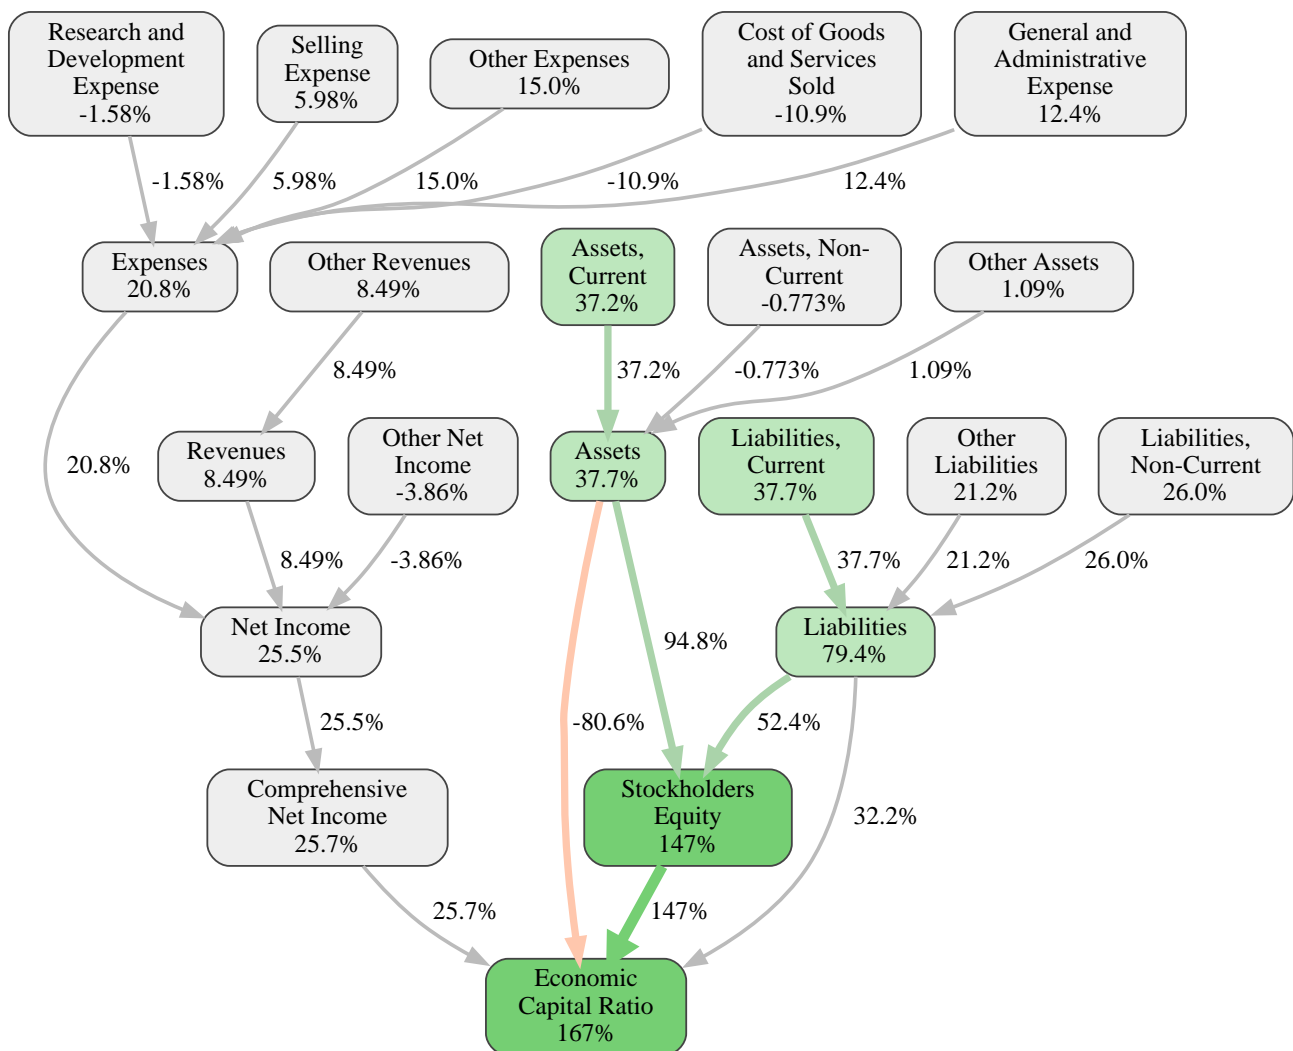 Research and
Development
Expense
-1.58%
Selling
Expense
5.98%
Other Expenses
15.0%
Cost of Goods
and Services
Sold
-10.9%
General and
Administrative
Expense
12.4%
-1.58%
5.98%
15.0%
-10.9%
12.4%
Expenses
20.8%
Other Revenues
8.49%
Assets,
Current
37.2%
Assets, Non-
Current
-0.773%
Other Assets
1.09%
8.49%
37.2%
-0.773%
1.09%
20.8%
Revenues
8.49%
Other Net
Income
-3.86%
Assets
37.7%
Liabilities,
Current
37.7%
Other
Liabilities
21.2%
Liabilities,
Non-Current
26.0%
8.49%
-3.86%
37.7%
21.2%
26.0%
Net Income
25.5%
94.8%
Liabilities
79.4%
25.5%
-80.6%
52.4%
Comprehensive
Net Income
25.7%
Stockholders
Equity
147%
32.2%
25.7%
147%
Economic
Capital Ratio
167%